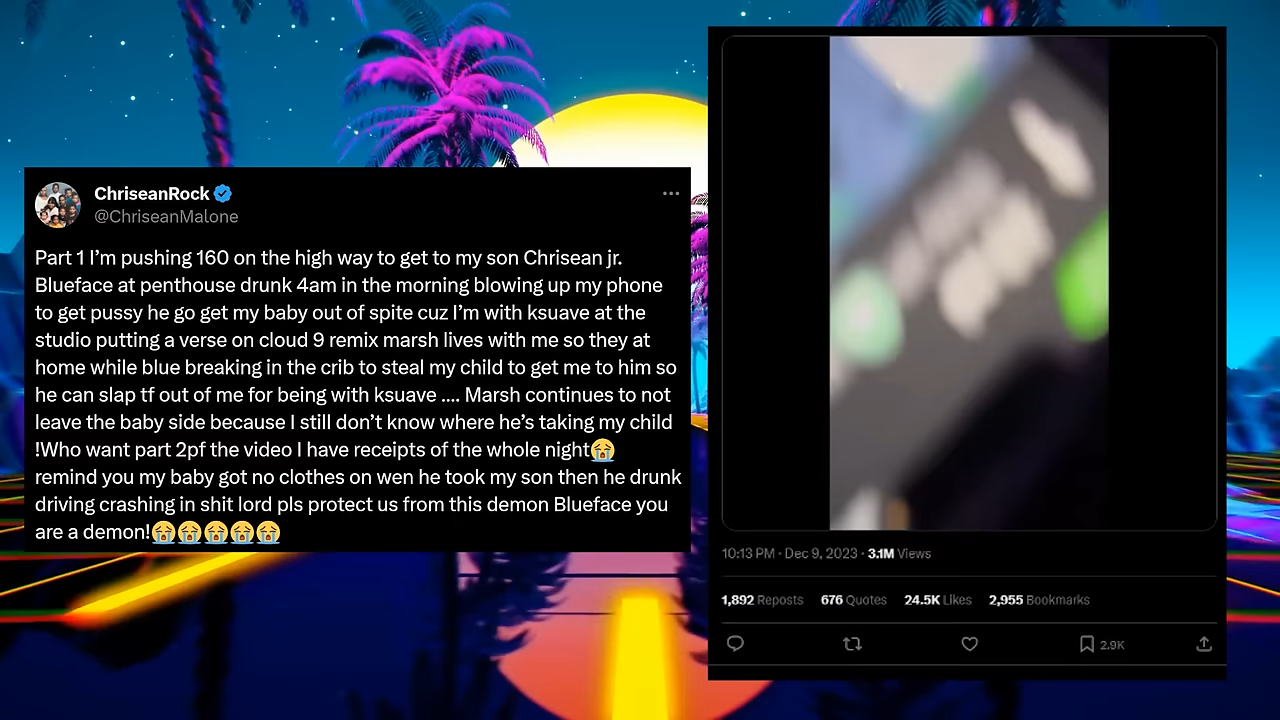 ChriseanRock
@ChriseanMalone
Part 1 I’m pushing 160 on the high way to get to my son Chrisean jr.
Blueface at penthouse drunk 4am in the morning blowing up my phone
to get pussy he go get my baby out of spite cuz I’m with ksuave at the
studio putting a verse on cloud 9 remix marsh lives with me so they at
home while blue breaking in the crib to steal my child to get me to him so
he can slap tf out of me for being with ksuave .... Marsh continues to not
leave the baby side because I still don’t know where he’s taking my child
!Who want part 2pf the video I have receipts of the whole night😭
remind you my baby got no clothes on wen he took my son then he drunk
driving crashing in shit lord pls protect us from this demon Blueface you
are a demon!😭😭😭😭😭
10:13 PM · Dec 9, 2023 · 3.1M Views
1,892 Reposts 676 Quotes 24.5K Likes 2,955 Bookmarks
2.9K